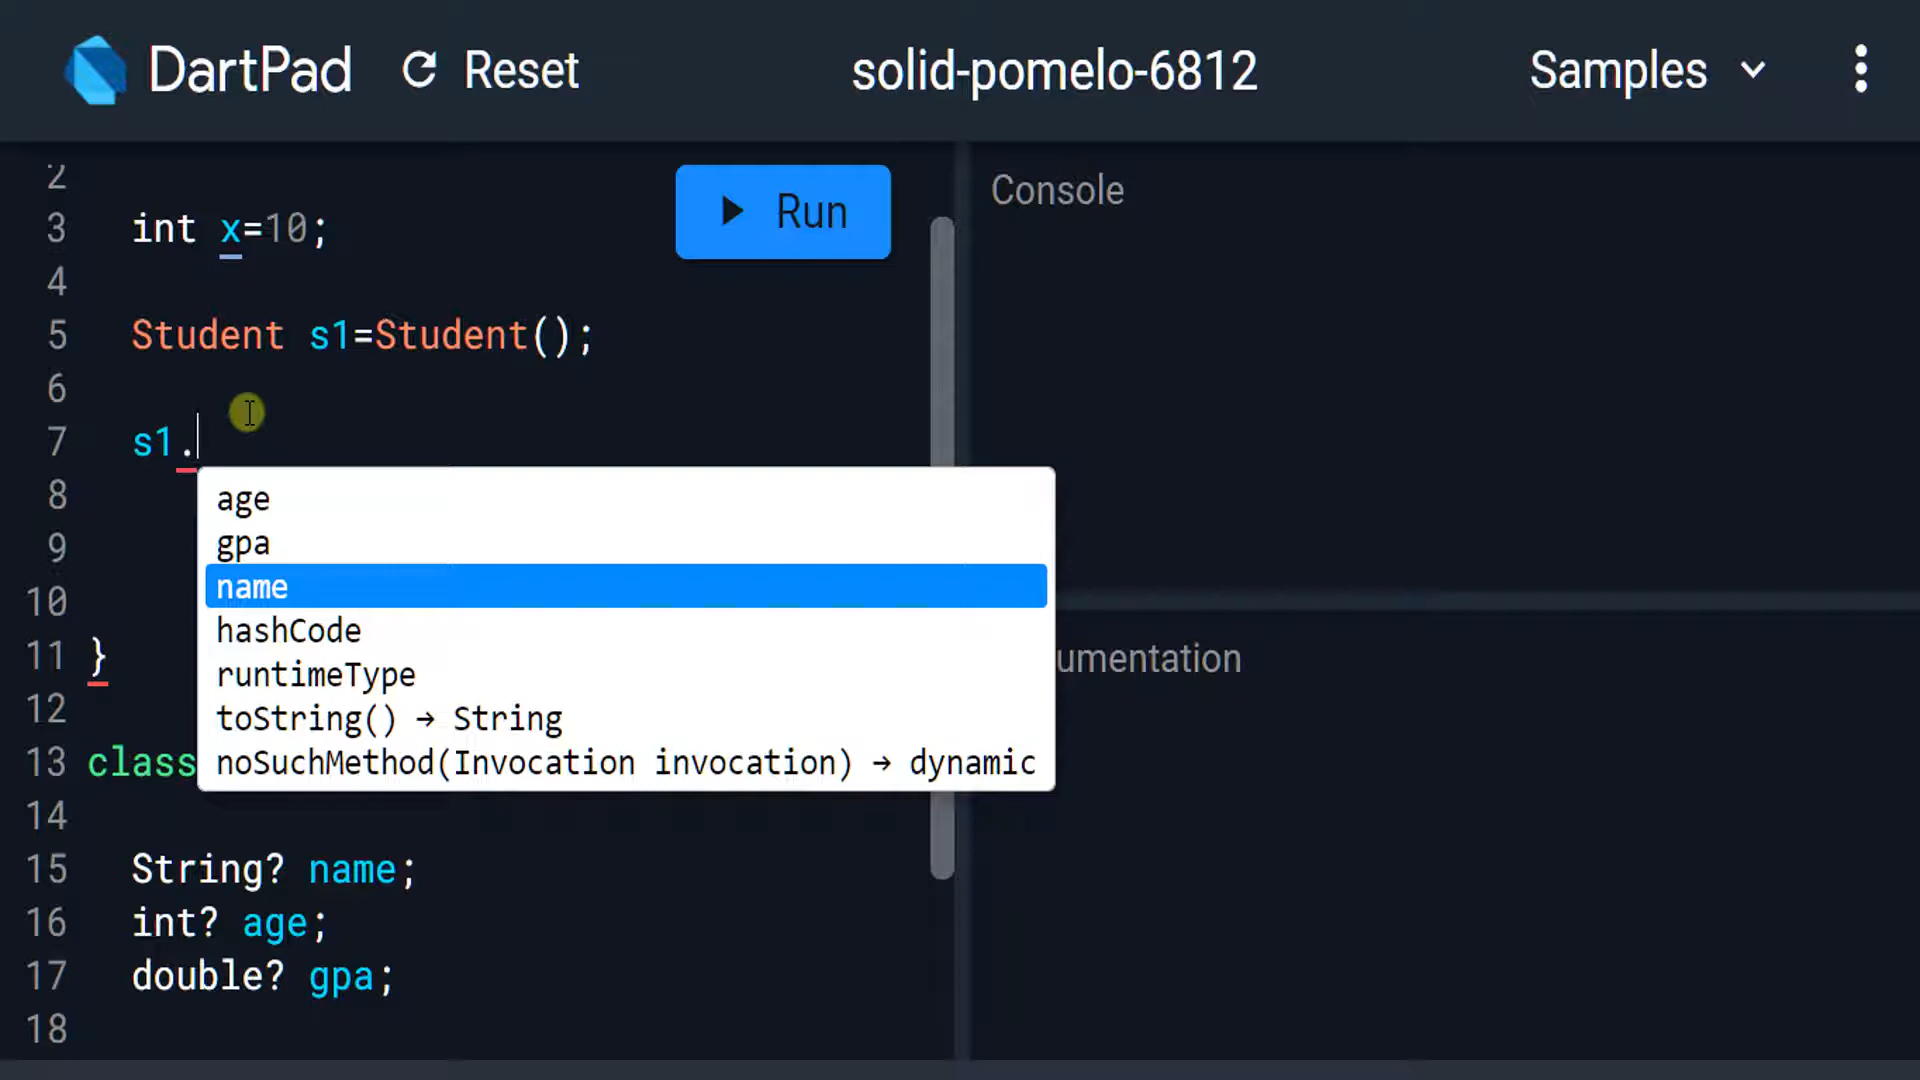 DartPad Reset solid-pomelo-6812 Samples
Run
Console
2
3 int x=10;
4
5 Student s1=Student();
6
7 s1.
8
9
10
11 }
12
13 class
14
15 String? name;
16 int? age;
17 double? gpa;
18
age
gpa
name
hashCode
runtimeType
toString() → String
noSuchMethod(Invocation invocation) → dynamic
umentation